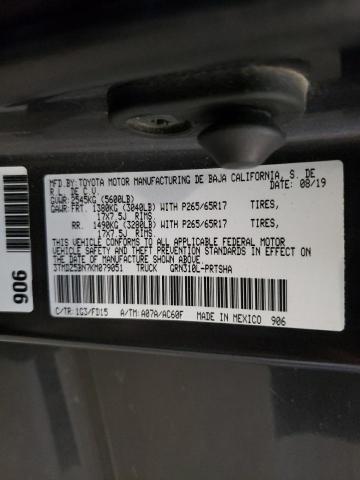 MFD.BY:TOYOTA MOTOR MANUFACTURING DE BAJA CALIFORNIA, S. DE
R.L. DE C.V. DATE: 08/19
GVWR:2545KG (5600LB)
GAWR:FRT. 1380KG (3040LB) WITH P265/65R17 TIRES,
17X7.5J RIMS,
RR. 1490KG (3280LB) WITH P265/65R17 TIRES,
17X7.5J RIMS.
THIS VEHICLE CONFORMS TO ALL APPLICABLE FEDERAL MOTOR
VEHICLE SAFETY AND BUMPER STANDARDS IN EFFECT ON THE
DATE OF MANUFACTURE SHOWN ABOVE.
3TMDZ5BN7KM079051 TRUCK GRN310L-PRTSHA
C/TR:1G3/FD15 A/TM:A07A/AC60F MADE IN MEXICO 906
906